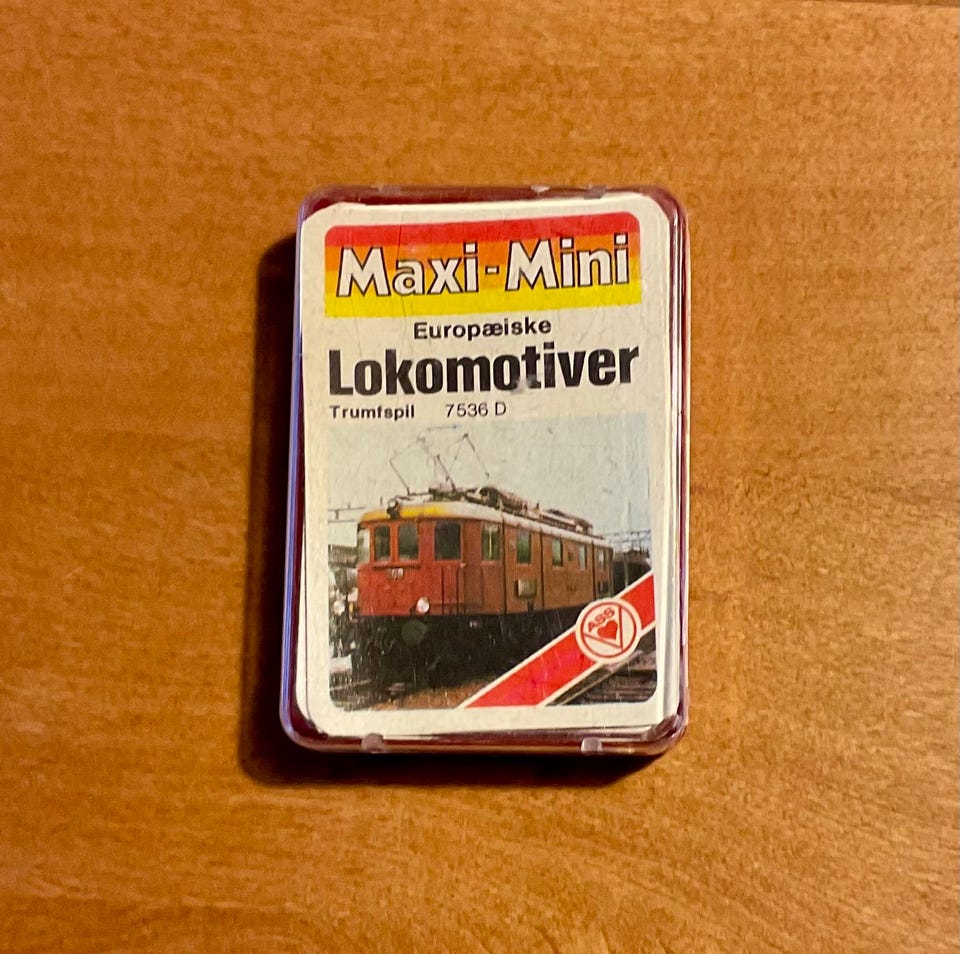 Maxi-Mini
Europæiske
Lokomotiver
Trumfspil 7536 D
ASS